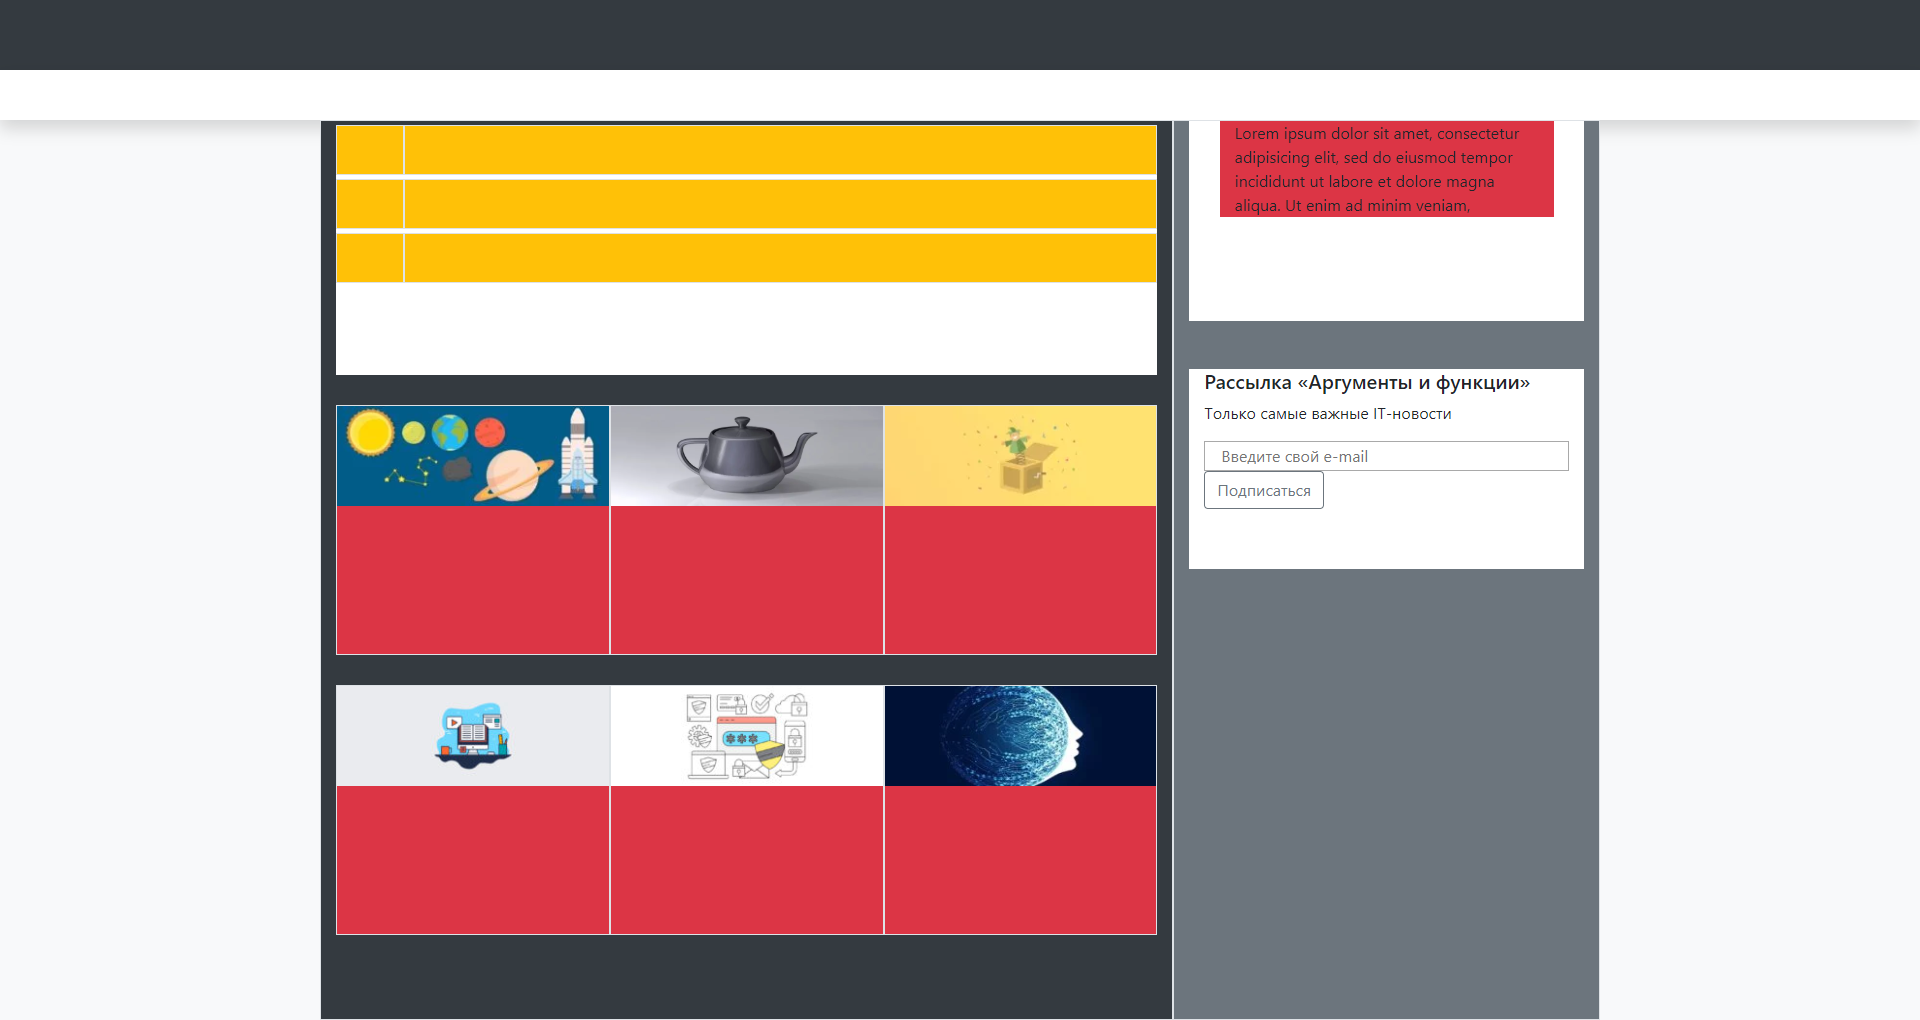 Lorem ipsum dolor sit amet, consectetur
adipisicing elit, sed do eiusmod tempor
incididunt ut labore et dolore magna
aliqua. Ut enim ad minim veniam,
Рассылка «Аргументы и функции»
Только самые важные IT-новости
Введите свой e-mail
Подписаться